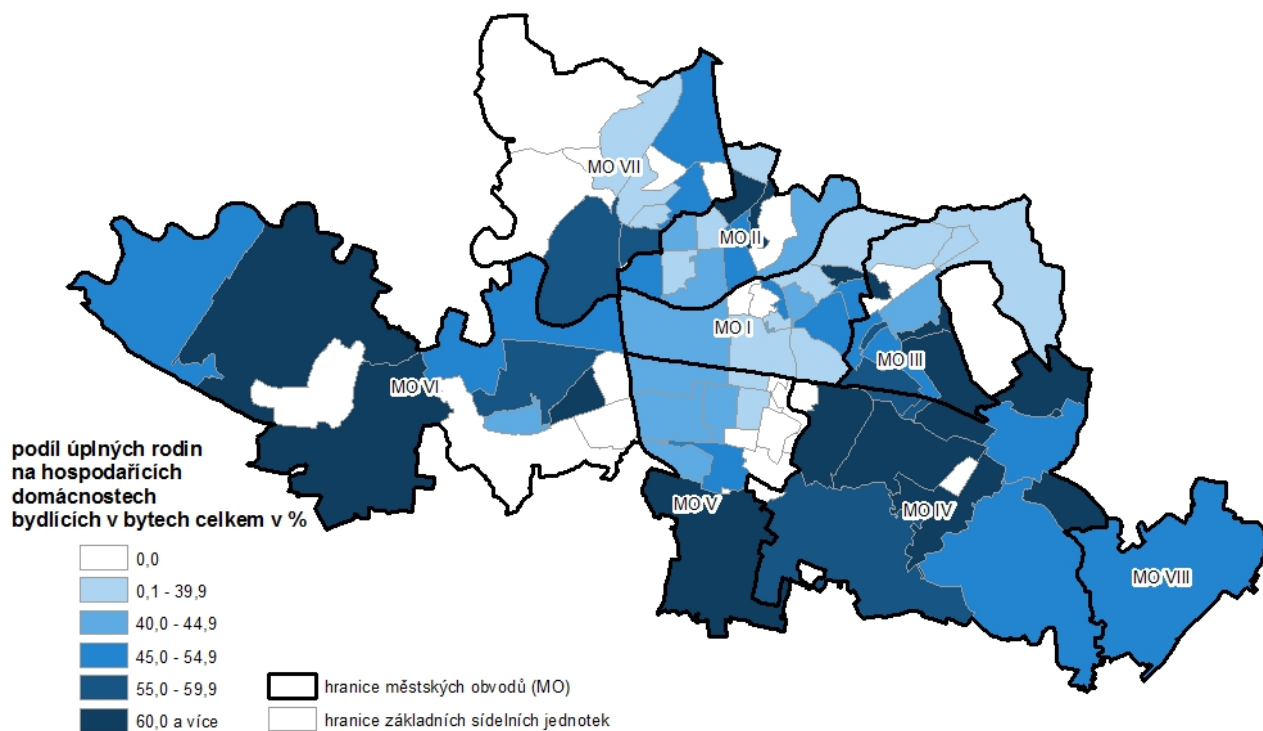 MO VII
MO II
MO I
MO III
MO VI
MO V
MO IV
MO VIII
podíl úplných rodin
na hospodařících
domácnostech
bydlících v bytech celkem v %
0,0
0,1 - 39,9
40,0 - 44,9
45,0 - 54,9
55,0 - 59,9
60,0 a více
hranice městských obvodů (MO)
hranice základních sídelních jednotek